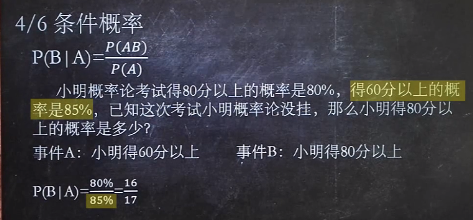 4/6 条件概率
P(B|A)=P(AB)/P(A)
小明概率论考试得80分以上的概率是80%，得60分以上的概
率是85%，已知这次考试小明概率论没挂，那么小明得80分以
上的概率是多少?
事件A：小明得60分以上 事件B：小明得80分以上
P(B|A)=80%/85%=16/17